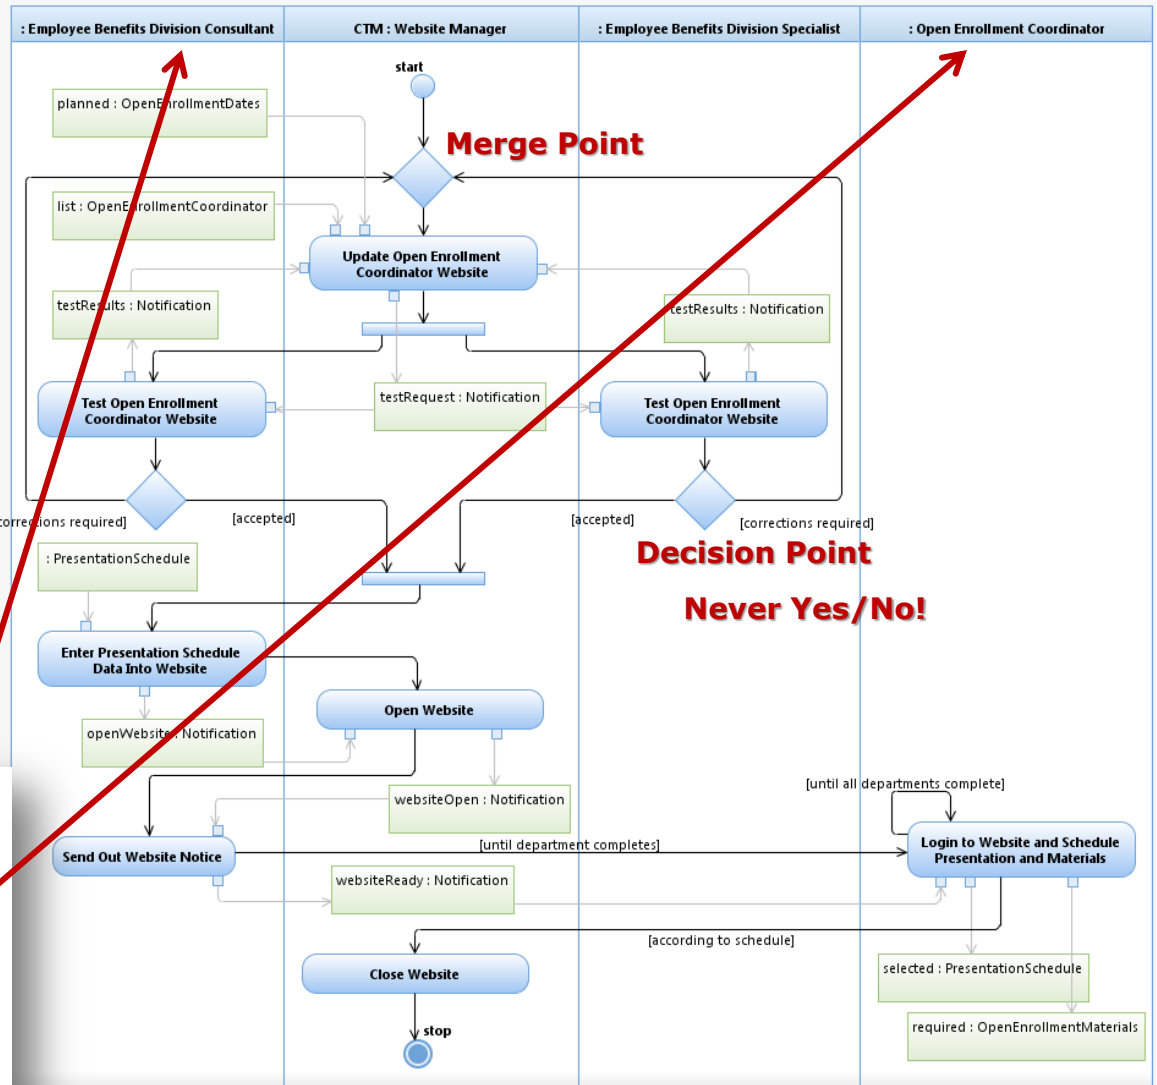 : Employee Benefits Division Consultant
CTM : Website Manager
: Employee Benefits Division Specialist
: Open Enrollment Coordinator
start
planned : OpenEnrollmentDates
Merge Point
list : OpenEnrollmentCoordinator
Update Open Enrollment
Coordinator Website
testResults : Notification
testResults : Notification
Test Open Enrollment
Coordinator Website
testRequest : Notification
Test Open Enrollment
Coordinator Website
corrections required]
[accepted]
[accepted]
[corrections required]
: PresentationSchedule
Decision Point
Never Yes/No!
Enter Presentation Schedule
Data Into Website
Open Website
openWebsite : Notification
[until all departments complete]
websiteOpen : Notification
Send Out Website Notice
[until department completes]
Login to Website and Schedule
Presentation and Materials
websiteReady : Notification
[according to schedule]
Close Website
selected : PresentationSchedule
required : OpenEnrollmentMaterials
stop